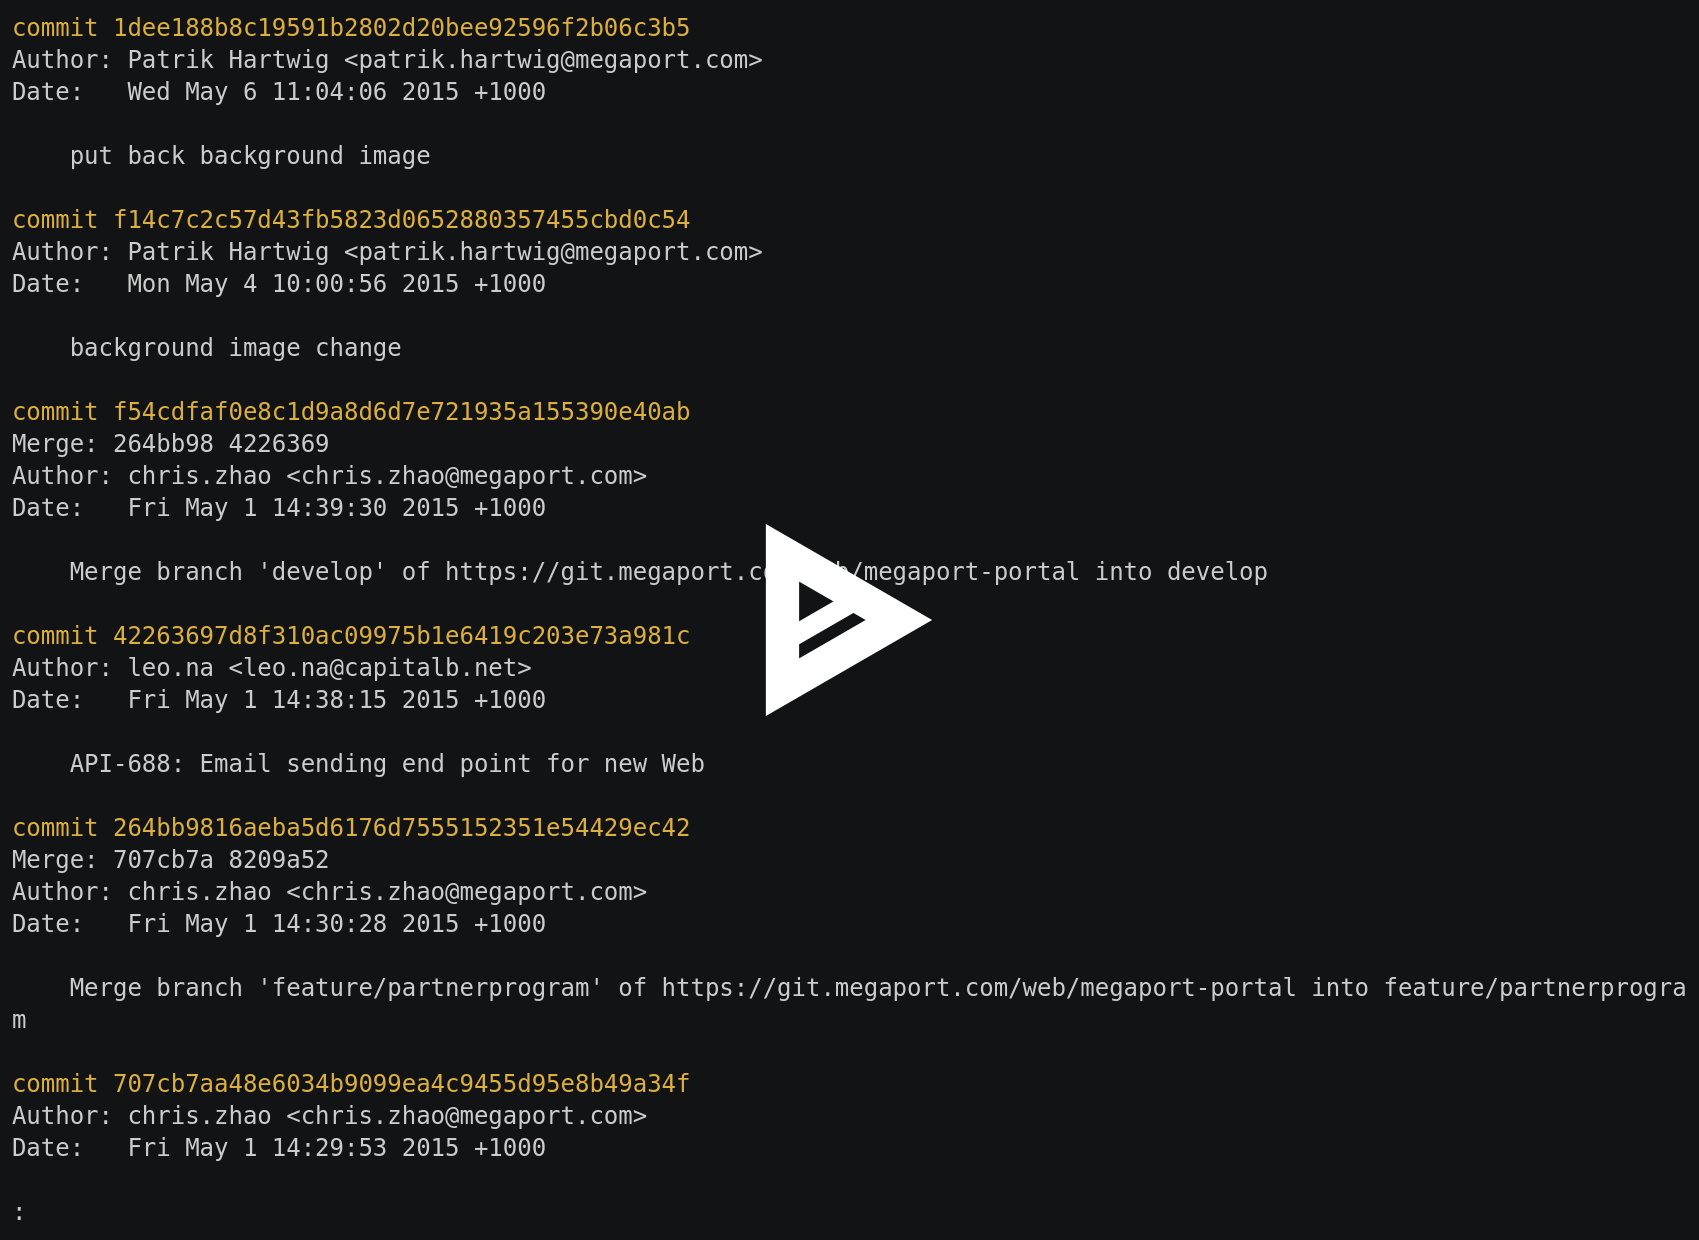 commit 1dee188b8c19591b2802d20bee92596f2b06c3b5
Author: Patrik Hartwig <patrik.hartwig@megaport.com>
Date:   Wed May 6 11:04:06 2015 +1000
    put back background image
commit f14c7c2c57d43fb5823d0652880357455cbd0c54
Author: Patrik Hartwig <patrik.hartwig@megaport.com>
Date:   Mon May 4 10:00:56 2015 +1000
    background image change
commit f54cdfaf0e8c1d9a8d6d7e721935a155390e40ab
Merge: 264bb98 4226369
Author: chris.zhao <chris.zhao@megaport.com>
Date:   Fri May 1 14:39:30 2015 +1000
    Merge branch 'develop' of /megaport-portal into develop
commit 42263697d8f310ac09975b1e6419c203e73a981c
Author: leo.na <leo.na@capitalb.net>
Date:   Fri May 1 14:38:15 2015 +1000
    API-688: Email sending end point for new Web
commit 264bb9816aeba5d6176d7555152351e54429ec42
Merge: 707cb7a 8209a52
Author: chris.zhao <chris.zhao@megaport.com>
Date:   Fri May 1 14:30:28 2015 +1000
    Merge branch 'feature/partnerprogram' of https://git.megaport.com/web/megaport-portal into feature/partnerprogra
m
commit 707cb7aa48e6034b9099ea4c9455d95e8b49a34f
Author: chris.zhao <chris.zhao@megaport.com>
Date:   Fri May 1 14:29:53 2015 +1000
: